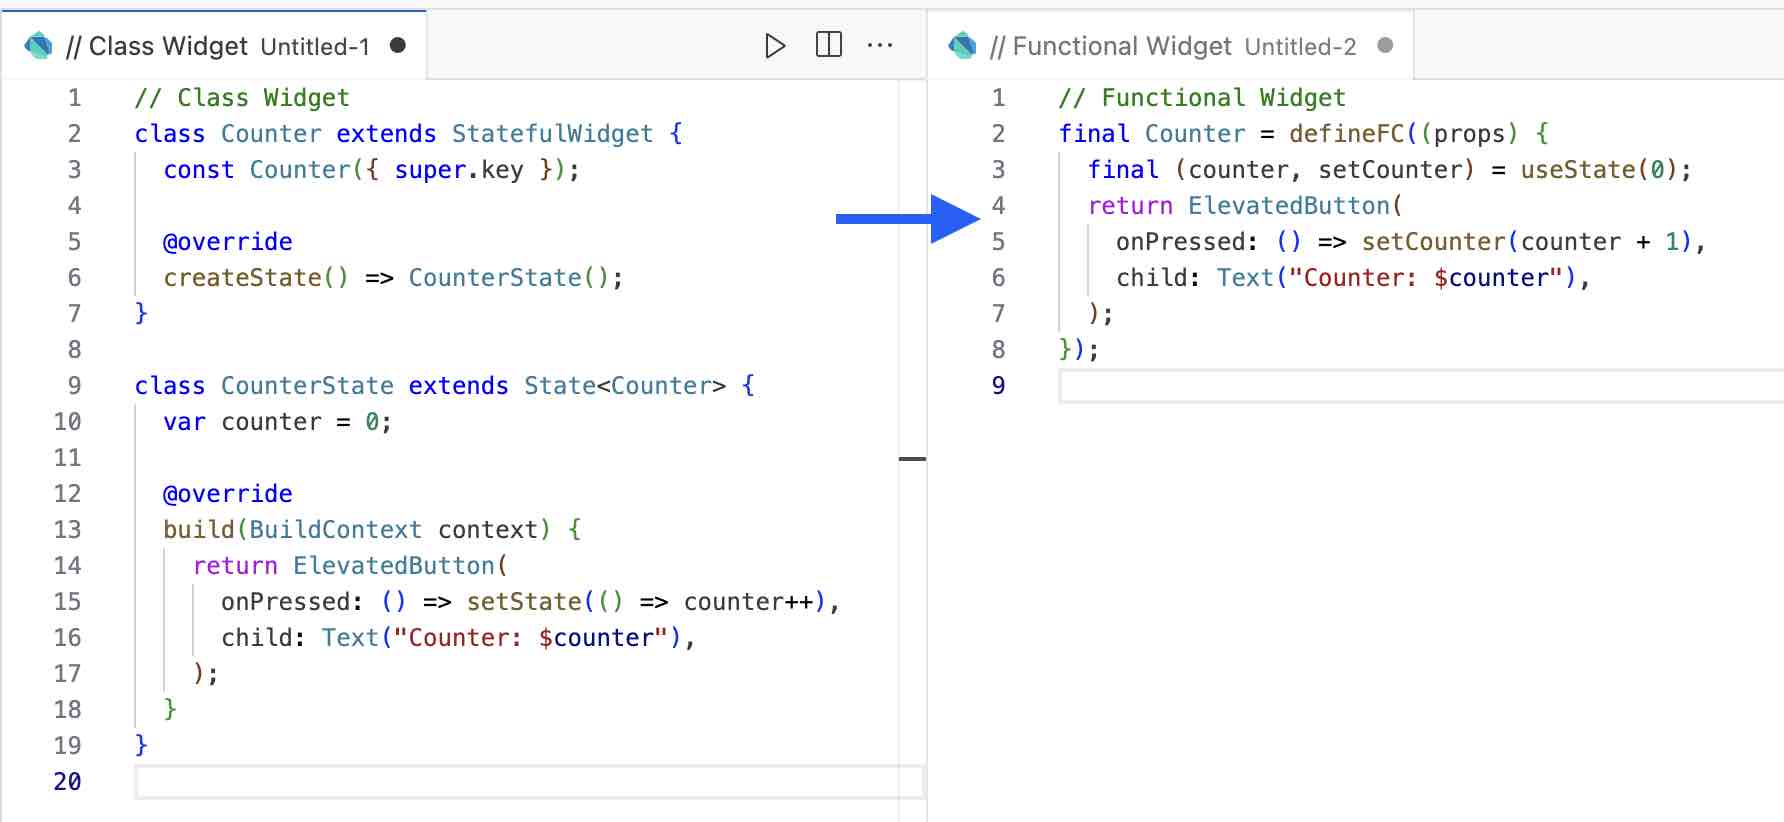 // Class Widget Untitled-1
1 // Class Widget
2 class Counter extends StatefulWidget {
3   const Counter({ super.key });
4
5   @override
6   createState() => CounterState();
7 }
8
9 class CounterState extends State<Counter> {
10   var counter = 0;
11
12   @override
13   build(BuildContext context) {
14     return ElevatedButton(
15       onPressed: () => setState(() => counter++),
16       child: Text("Counter: $counter"),
17     );
18   }
19 }
20
// Functional Widget Untitled-2
1 // Functional Widget
2 final Counter = defineFC((props) {
3   final (counter, setCounter) = useState(0);
4   return ElevatedButton(
5     onPressed: () => setCounter(counter + 1),
6     child: Text("Counter: $counter"),
7   );
8 });
9